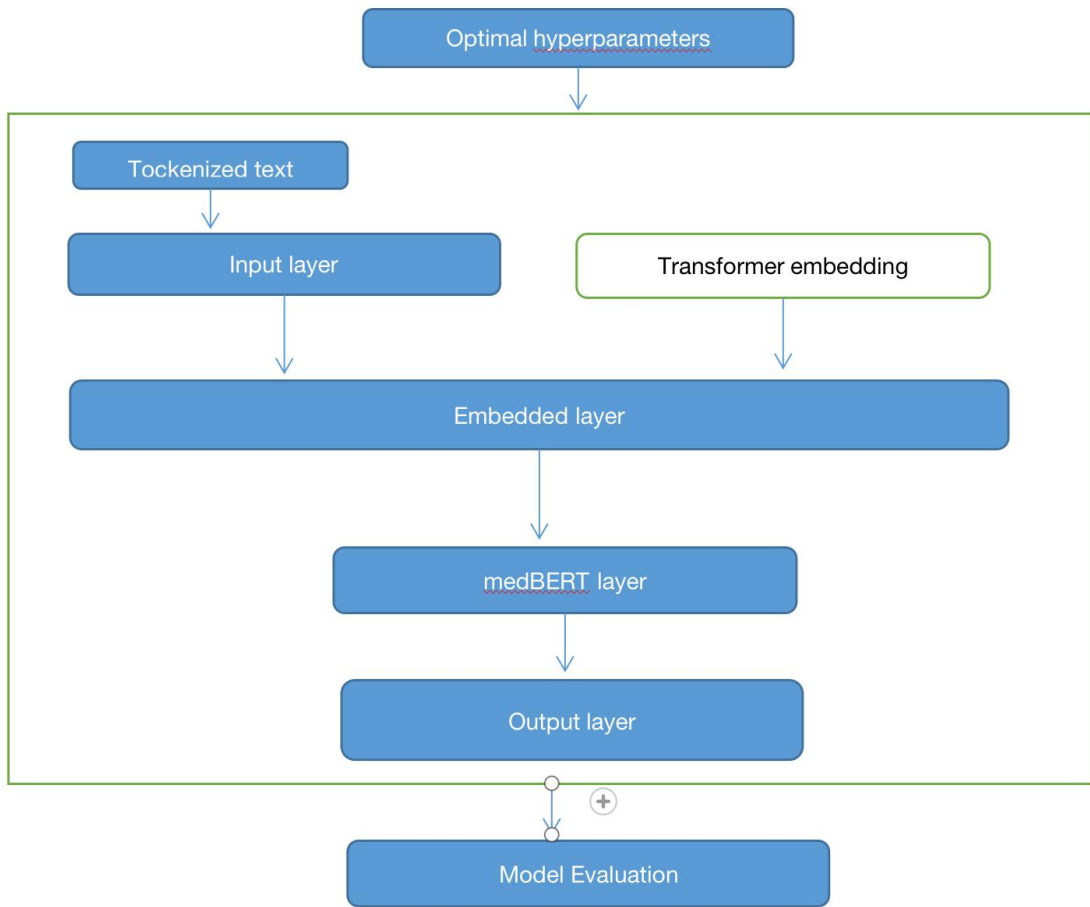 Optimal hyperparameters
Tockenized text
Input layer
Transformer embedding
Embedded layer
medBERT layer
Output layer
Model Evaluation